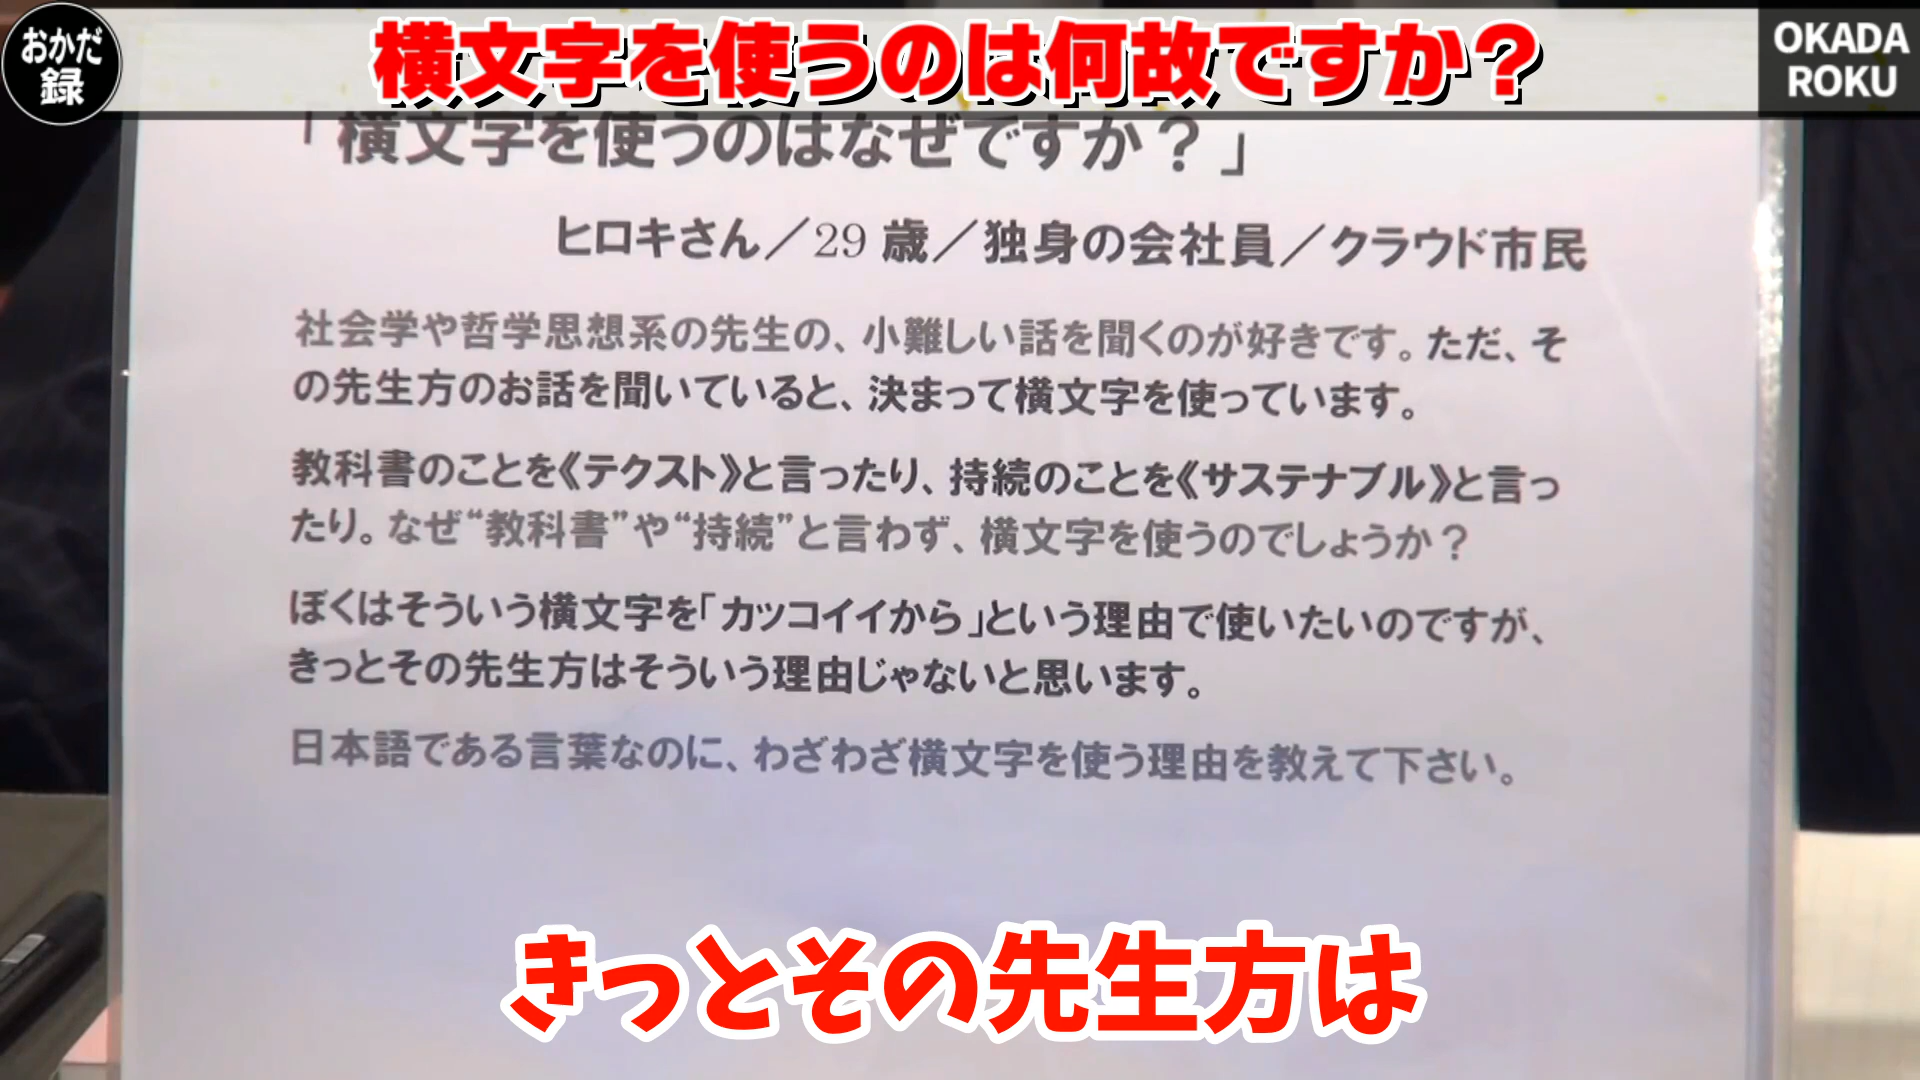 おかだ
録
横文字を使うのは何故ですか？
OKADA
ROKU
「横文字を使うのはなぜですか？」
ヒロキさん／29 歳／独身の会社員／クラウド市民
社会学や哲学思想系の先生の、小難しい話を聞くのが好きです。ただ、そ
の先生方のお話を聞いていると、決まって横文字を使っています。
教科書のことを《テクスト》と言ったり、持続のことを《サステナブル》と言っ
たり。なぜ“教科書”や“持続”と言わず、横文字を使うのでしょうか？
ぼくはそういう横文字を「カッコイイから」という理由で使いたいのですが、
きっとその先生方はそういう理由じゃないと思います。
日本語である言葉なのに、わざわざ横文字を使う理由を教えて下さい。
きっとその先生方は